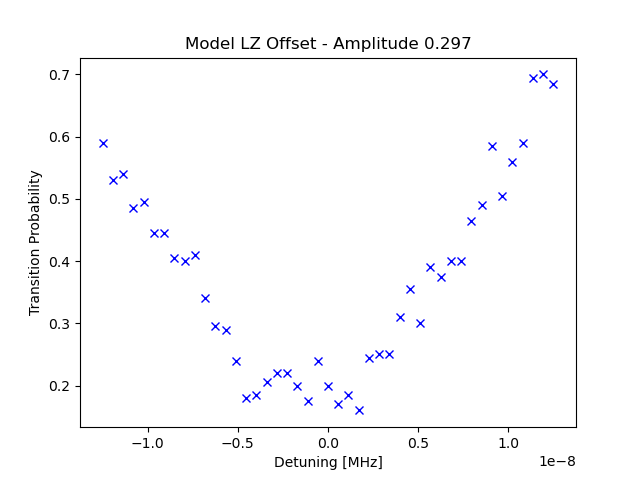 Model LZ Offset - Amplitude 0.297
Transition Probability
0.7
0.6
0.5
0.4
0.3
0.2
−1.0
−0.5
0.0
0.5
1.0
1e−8
Detuning [MHz]